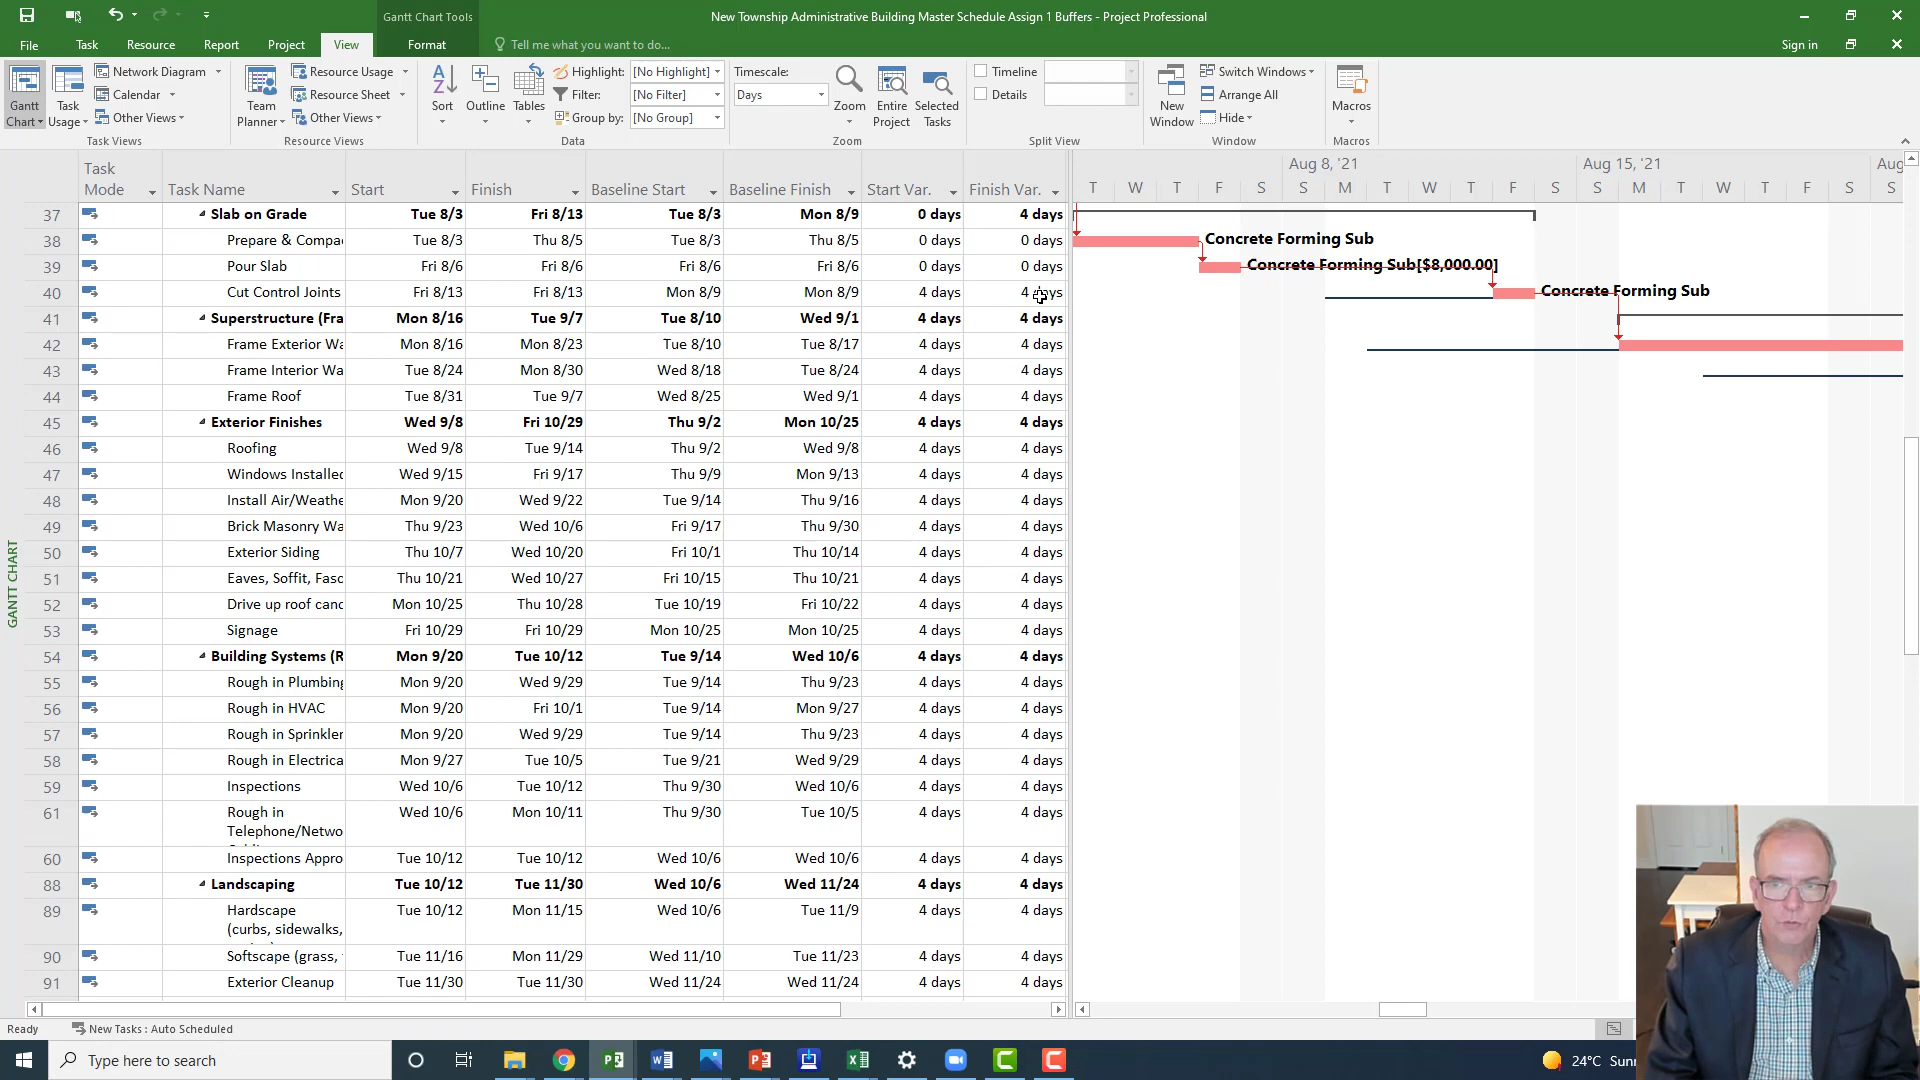 Gantt Chart Tools
New Township Administrative Building Master Schedule Assign 1 Buffers - Project Professional
File Task Resource Report Project View Format Tell me what you want to do... Sign in
Gantt Chart
Task Usage
Network Diagram
Calendar
Other Views
Task Views
Team Planner
Resource Usage
Resource Sheet
Other Views
Resource Views
Sort
Outline
Tables
Highlight: [No Highlight]
Filter: [No Filter]
Group by: [No Group]
Data
Timescale:
Days
Zoom
Entire Project
Selected Tasks
Zoom
Timeline
Details
Split View
New Window
Switch Windows
Arrange All
Hide
Window
Macros
Macros
Task Mode Task Name Start Finish Baseline Start Baseline Finish Start Var. Finish Var.
37 Slab on Grade Tue 8/3 Fri 8/13 Tue 8/3 Mon 8/9 0 days 4 days
38 Prepare & Compa Tue 8/3 Thu 8/5 Tue 8/3 Thu 8/5 0 days 0 days
39 Pour Slab Fri 8/6 Fri 8/6 Fri 8/6 Fri 8/6 0 days 0 days
40 Cut Control Joints Fri 8/13 Fri 8/13 Mon 8/9 Mon 8/9 4 days 4 days
41 Superstructure (Fra Mon 8/16 Tue 9/7 Tue 8/10 Wed 9/1 4 days 4 days
42 Frame Exterior Wa Mon 8/16 Mon 8/23 Tue 8/10 Tue 8/17 4 days 4 days
43 Frame Interior Wa Tue 8/24 Mon 8/30 Wed 8/18 Tue 8/24 4 days 4 days
44 Frame Roof Tue 8/31 Tue 9/7 Wed 8/25 Wed 9/1 4 days 4 days
45 Exterior Finishes Wed 9/8 Fri 10/29 Thu 9/2 Mon 10/25 4 days 4 days
46 Roofing Wed 9/8 Tue 9/14 Thu 9/2 Wed 9/8 4 days 4 days
47 Windows Installed Wed 9/15 Fri 9/17 Thu 9/9 Mon 9/13 4 days 4 days
48 Install Air/Weathe Mon 9/20 Wed 9/22 Tue 9/14 Thu 9/16 4 days 4 days
49 Brick Masonry Wa Thu 9/23 Wed 10/6 Fri 9/17 Thu 9/30 4 days 4 days
50 Exterior Siding Thu 10/7 Wed 10/20 Fri 10/1 Thu 10/14 4 days 4 days
51 Eaves, Soffit, Fasc Thu 10/21 Wed 10/27 Fri 10/15 Thu 10/21 4 days 4 days
52 Drive up roof canc Mon 10/25 Thu 10/28 Tue 10/19 Fri 10/22 4 days 4 days
53 Signage Fri 10/29 Fri 10/29 Mon 10/25 Mon 10/25 4 days 4 days
54 Building Systems (R Mon 9/20 Tue 10/12 Tue 9/14 Wed 10/6 4 days 4 days
55 Rough in Plumbing Mon 9/20 Wed 9/29 Tue 9/14 Thu 9/23 4 days 4 days
56 Rough in HVAC Mon 9/20 Fri 10/1 Tue 9/14 Mon 9/27 4 days 4 days
57 Rough in Sprinkler Mon 9/20 Wed 9/29 Tue 9/14 Thu 9/23 4 days 4 days
58 Rough in Electrica Mon 9/27 Tue 10/5 Tue 9/21 Wed 9/29 4 days 4 days
59 Inspections Wed 10/6 Tue 10/12 Thu 9/30 Wed 10/6 4 days 4 days
61 Rough in Wed 10/6 Mon 10/11 Thu 9/30 Tue 10/5 4 days 4 days
Telephone/Netwo
60 Inspections Appro Tue 10/12 Tue 10/12 Wed 10/6 Wed 10/6 4 days 4 days
88 Landscaping Tue 10/12 Tue 11/30 Wed 10/6 Wed 11/24 4 days 4 days
89 Hardscape Tue 10/12 Mon 11/15 Wed 10/6 Tue 11/9 4 days 4 days
(curbs, sidewalks,
90 Softscape (grass, Tue 11/16 Mon 11/29 Wed 11/10 Tue 11/23 4 days 4 days
91 Exterior Cleanup Tue 11/30 Tue 11/30 Wed 11/24 Wed 11/24 4 days 4 days
GANTT CHART
Aug 8, '21 Aug 15, '21 Aug
T W T F S S M T W T F S S M T W T F S S
Concrete Forming Sub
Concrete Forming Sub[$8,000.00]
Concrete Forming Sub
Ready New Tasks : Auto Scheduled
Type here to search
24°C Sunn